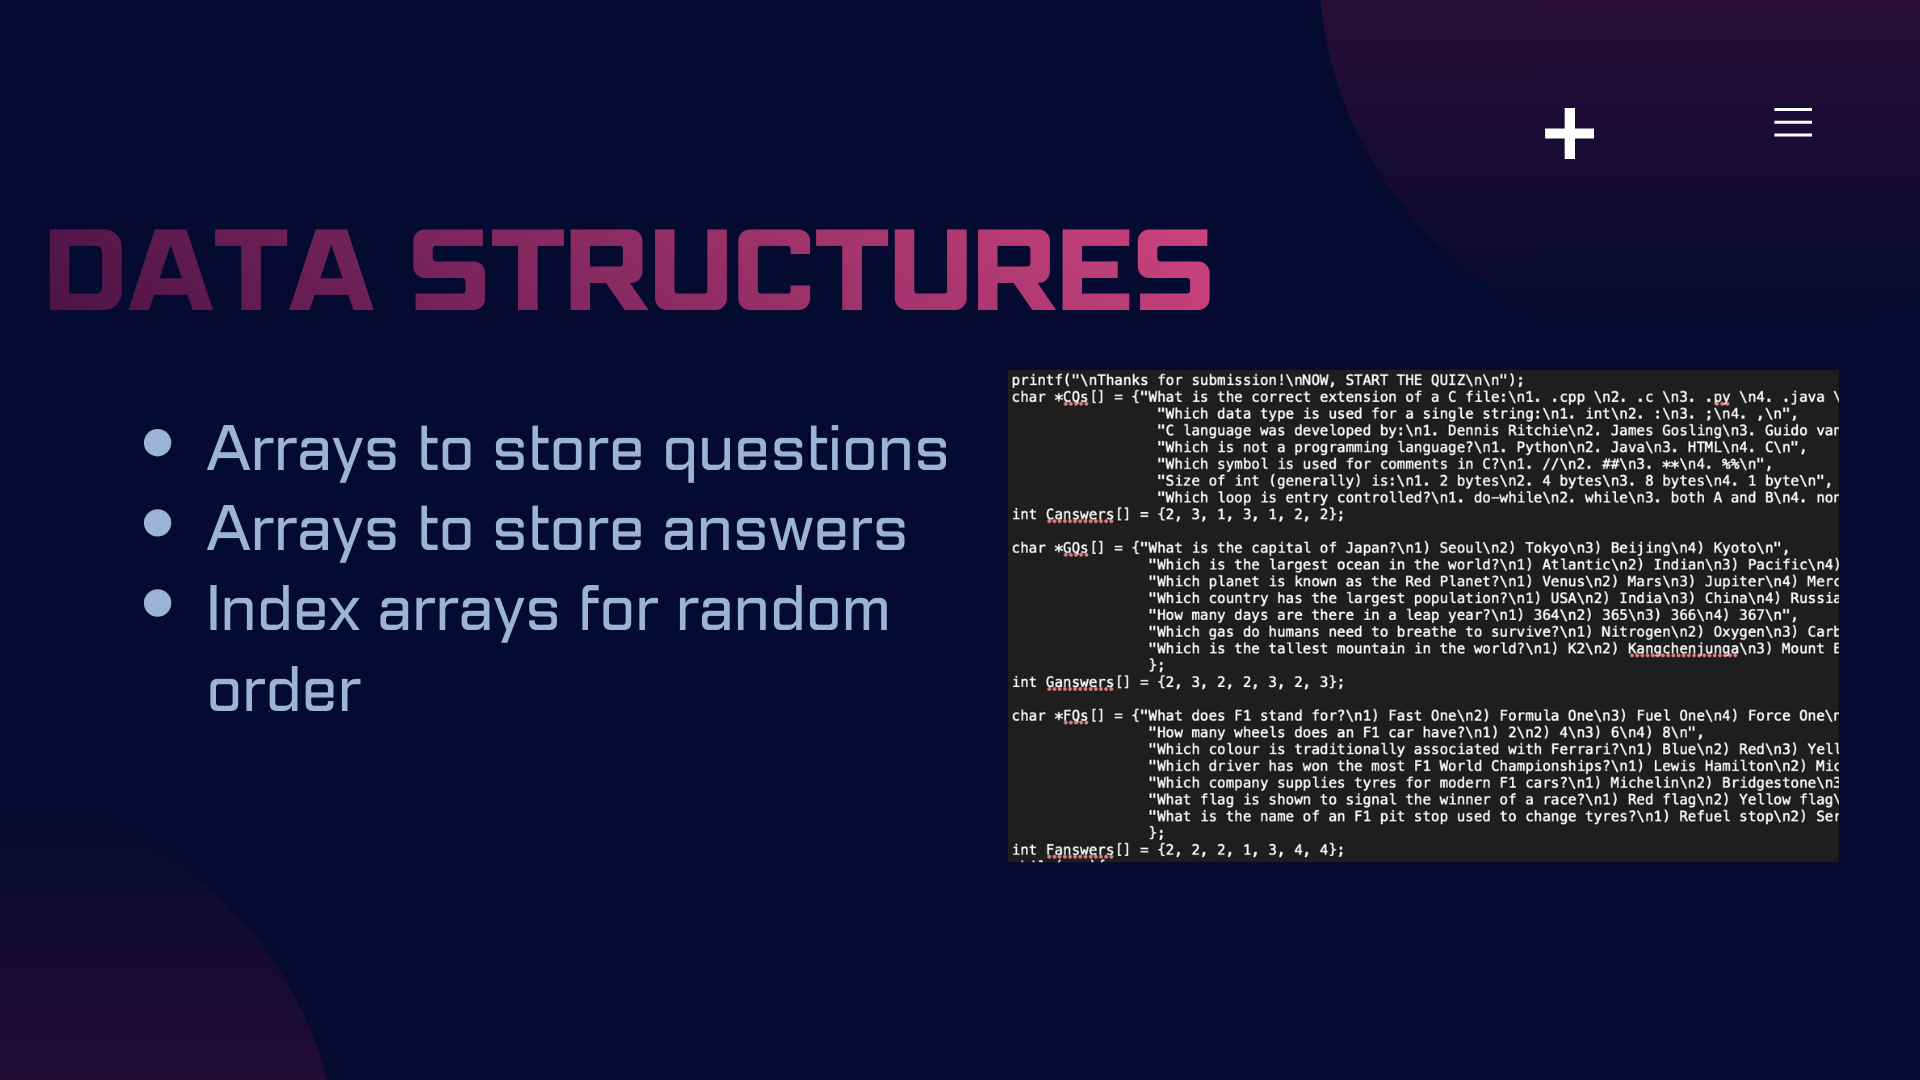 DATA STRUCTURES
• Arrays to store questions
• Arrays to store answers
• Index arrays for random
order
printf("\nThanks for submission!\nNOW, START THE QUIZ\n\n");
char *CQs[] = {"What is the correct extension of a C file:\n1. .cpp \n2. .c \n3. .py \n4. .java \
"Which data type is used for a single string:\n1. int\n2. :\n3. ;\n4. ,\n",
"C language was developed by:\n1. Dennis Ritchie\n2. James Gosling\n3. Guido van
"Which is not a programming language?\n1. Python\n2. Java\n3. HTML\n4. C\n",
"Which symbol is used for comments in C?\n1. //\n2. ##\n3. **\n4. %%\n",
"Size of int (generally) is:\n1. 2 bytes\n2. 4 bytes\n3. 8 bytes\n4. 1 byte\n",
"Which loop is entry controlled?\n1. do-while\n2. while\n3. both A and B\n4. non
int Canswers[] = {2, 3, 1, 3, 1, 2, 2};
char *GQs[] = {"What is the capital of Japan?\n1) Seoul\n2) Tokyo\n3) Beijing\n4) Kyoto\n",
"Which is the largest ocean in the world?\n1) Atlantic\n2) Indian\n3) Pacific\n4)
"Which planet is known as the Red Planet?\n1) Venus\n2) Mars\n3) Jupiter\n4) Merc
"Which country has the largest population?\n1) USA\n2) India\n3) China\n4) Russia
"How many days are there in a leap year?\n1) 364\n2) 365\n3) 366\n4) 367\n",
"Which gas do humans need to breathe to survive?\n1) Nitrogen\n2) Oxygen\n3) Carb
"Which is the tallest mountain in the world?\n1) K2\n2) Kangchenjunga\n3) Mount E
};
int Ganswers[] = {2, 3, 2, 2, 3, 2, 3};
char *FQs[] = {"What does F1 stand for?\n1) Fast One\n2) Formula One\n3) Fuel One\n4) Force One\n
"How many wheels does an F1 car have?\n1) 2\n2) 4\n3) 6\n4) 8\n",
"Which colour is traditionally associated with Ferrari?\n1) Blue\n2) Red\n3) Yell
"Which driver has won the most F1 World Championships?\n1) Lewis Hamilton\n2) Mic
"Which company supplies tyres for modern F1 cars?\n1) Michelin\n2) Bridgestone\n3
"What flag is shown to signal the winner of a race?\n1) Red flag\n2) Yellow flag\
"What is the name of an F1 pit stop used to change tyres?\n1) Refuel stop\n2) Ser
};
int Fanswers[] = {2, 2, 2, 1, 3, 4, 4};